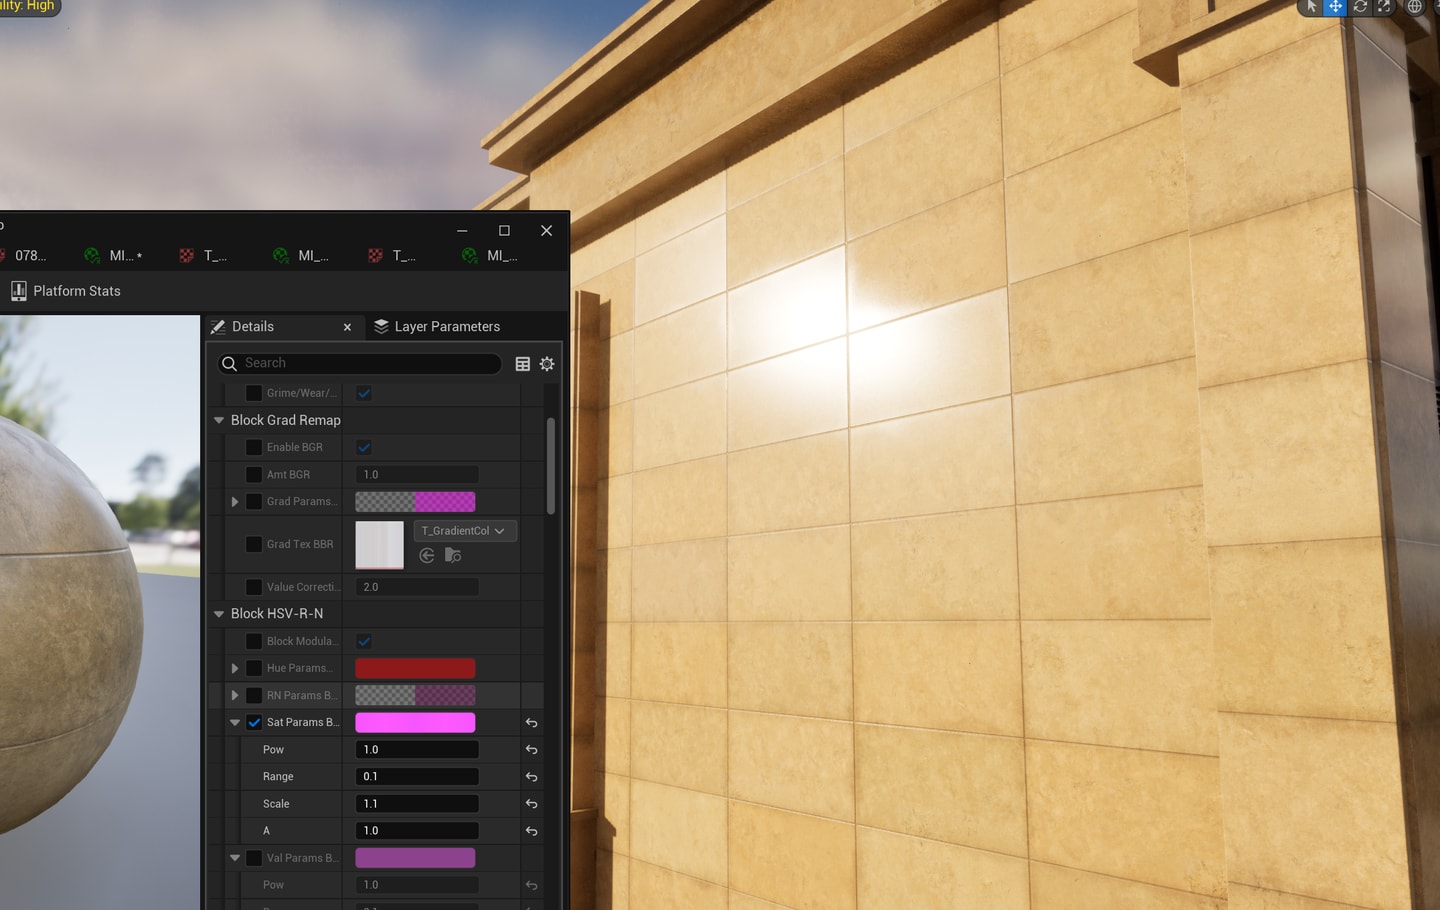 ility: High
078...
MI... *
T_...
MI_...
T_...
MI_...
Platform Stats
Details
Layer Parameters
Search
Grime/Wear/...
Block Grad Remap
Enable BGR
Amt BGR 1.0
Grad Params...
Grad Tex BBR T_GradientCol
Value Correcti... 2.0
Block HSV-R-N
Block Modula...
Hue Params...
RN Params B...
Sat Params B...
Pow 1.0
Range 0.1
Scale 1.1
A 1.0
Val Params B...
Pow 1.0